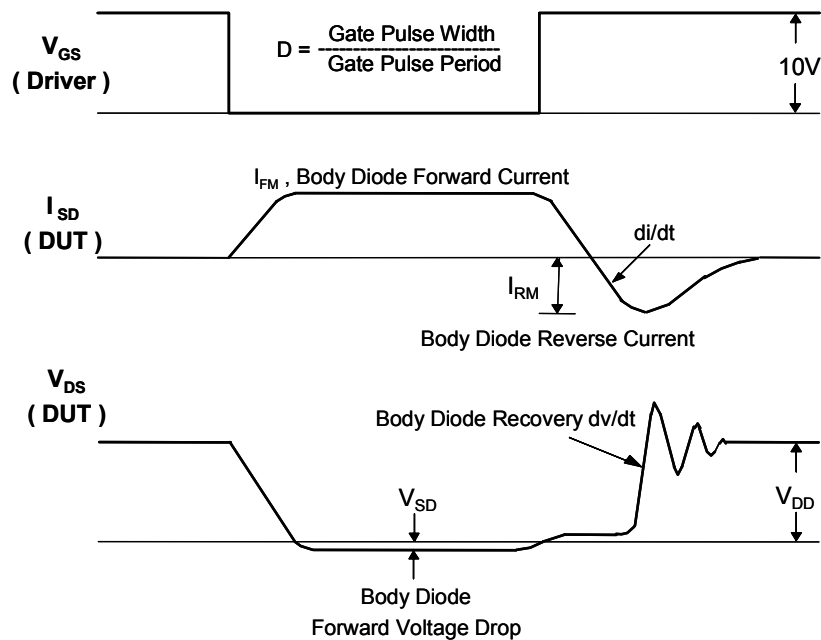 V_GS
( Driver )
D = Gate Pulse Width
Gate Pulse Period
10V
I_FM , Body Diode Forward Current
I_SD
( DUT )
di/dt
I_RM
Body Diode Reverse Current
V_DS
( DUT )
Body Diode Recovery dv/dt
V_SD
V_DD
Body Diode
Forward Voltage Drop